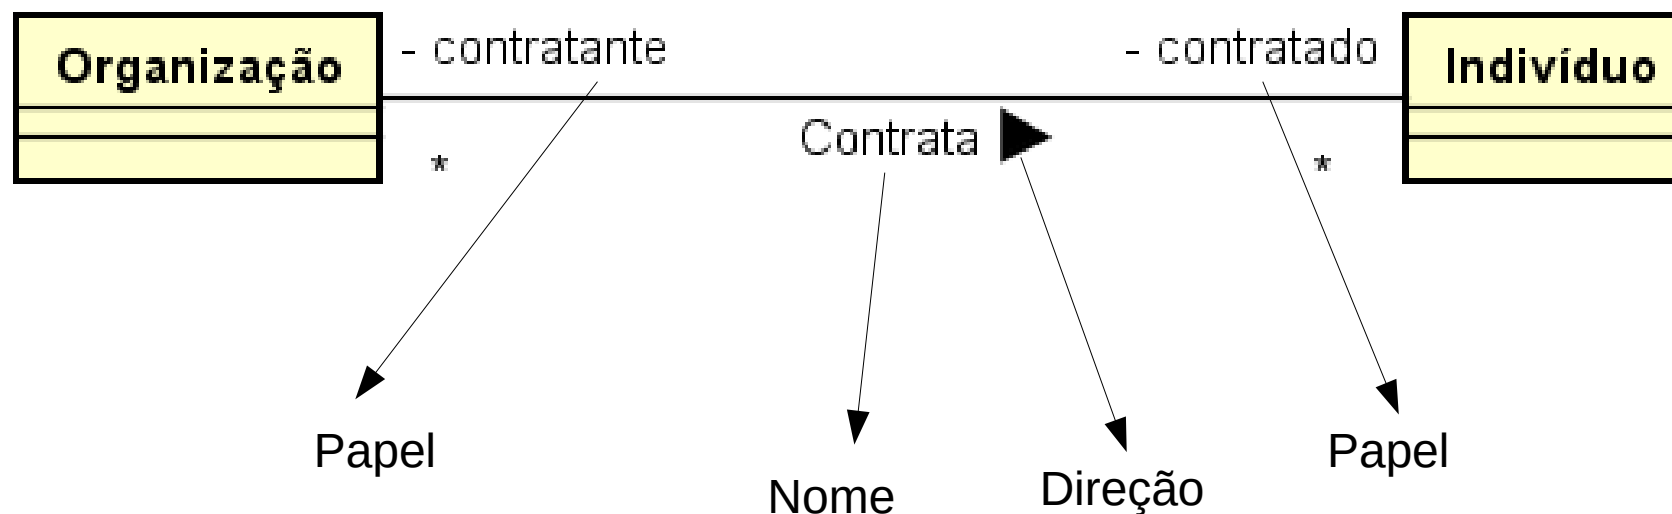 Organização
- contratante
- contratado
Indivíduo
Contrata
*
*
Papel
Nome
Direção
Papel